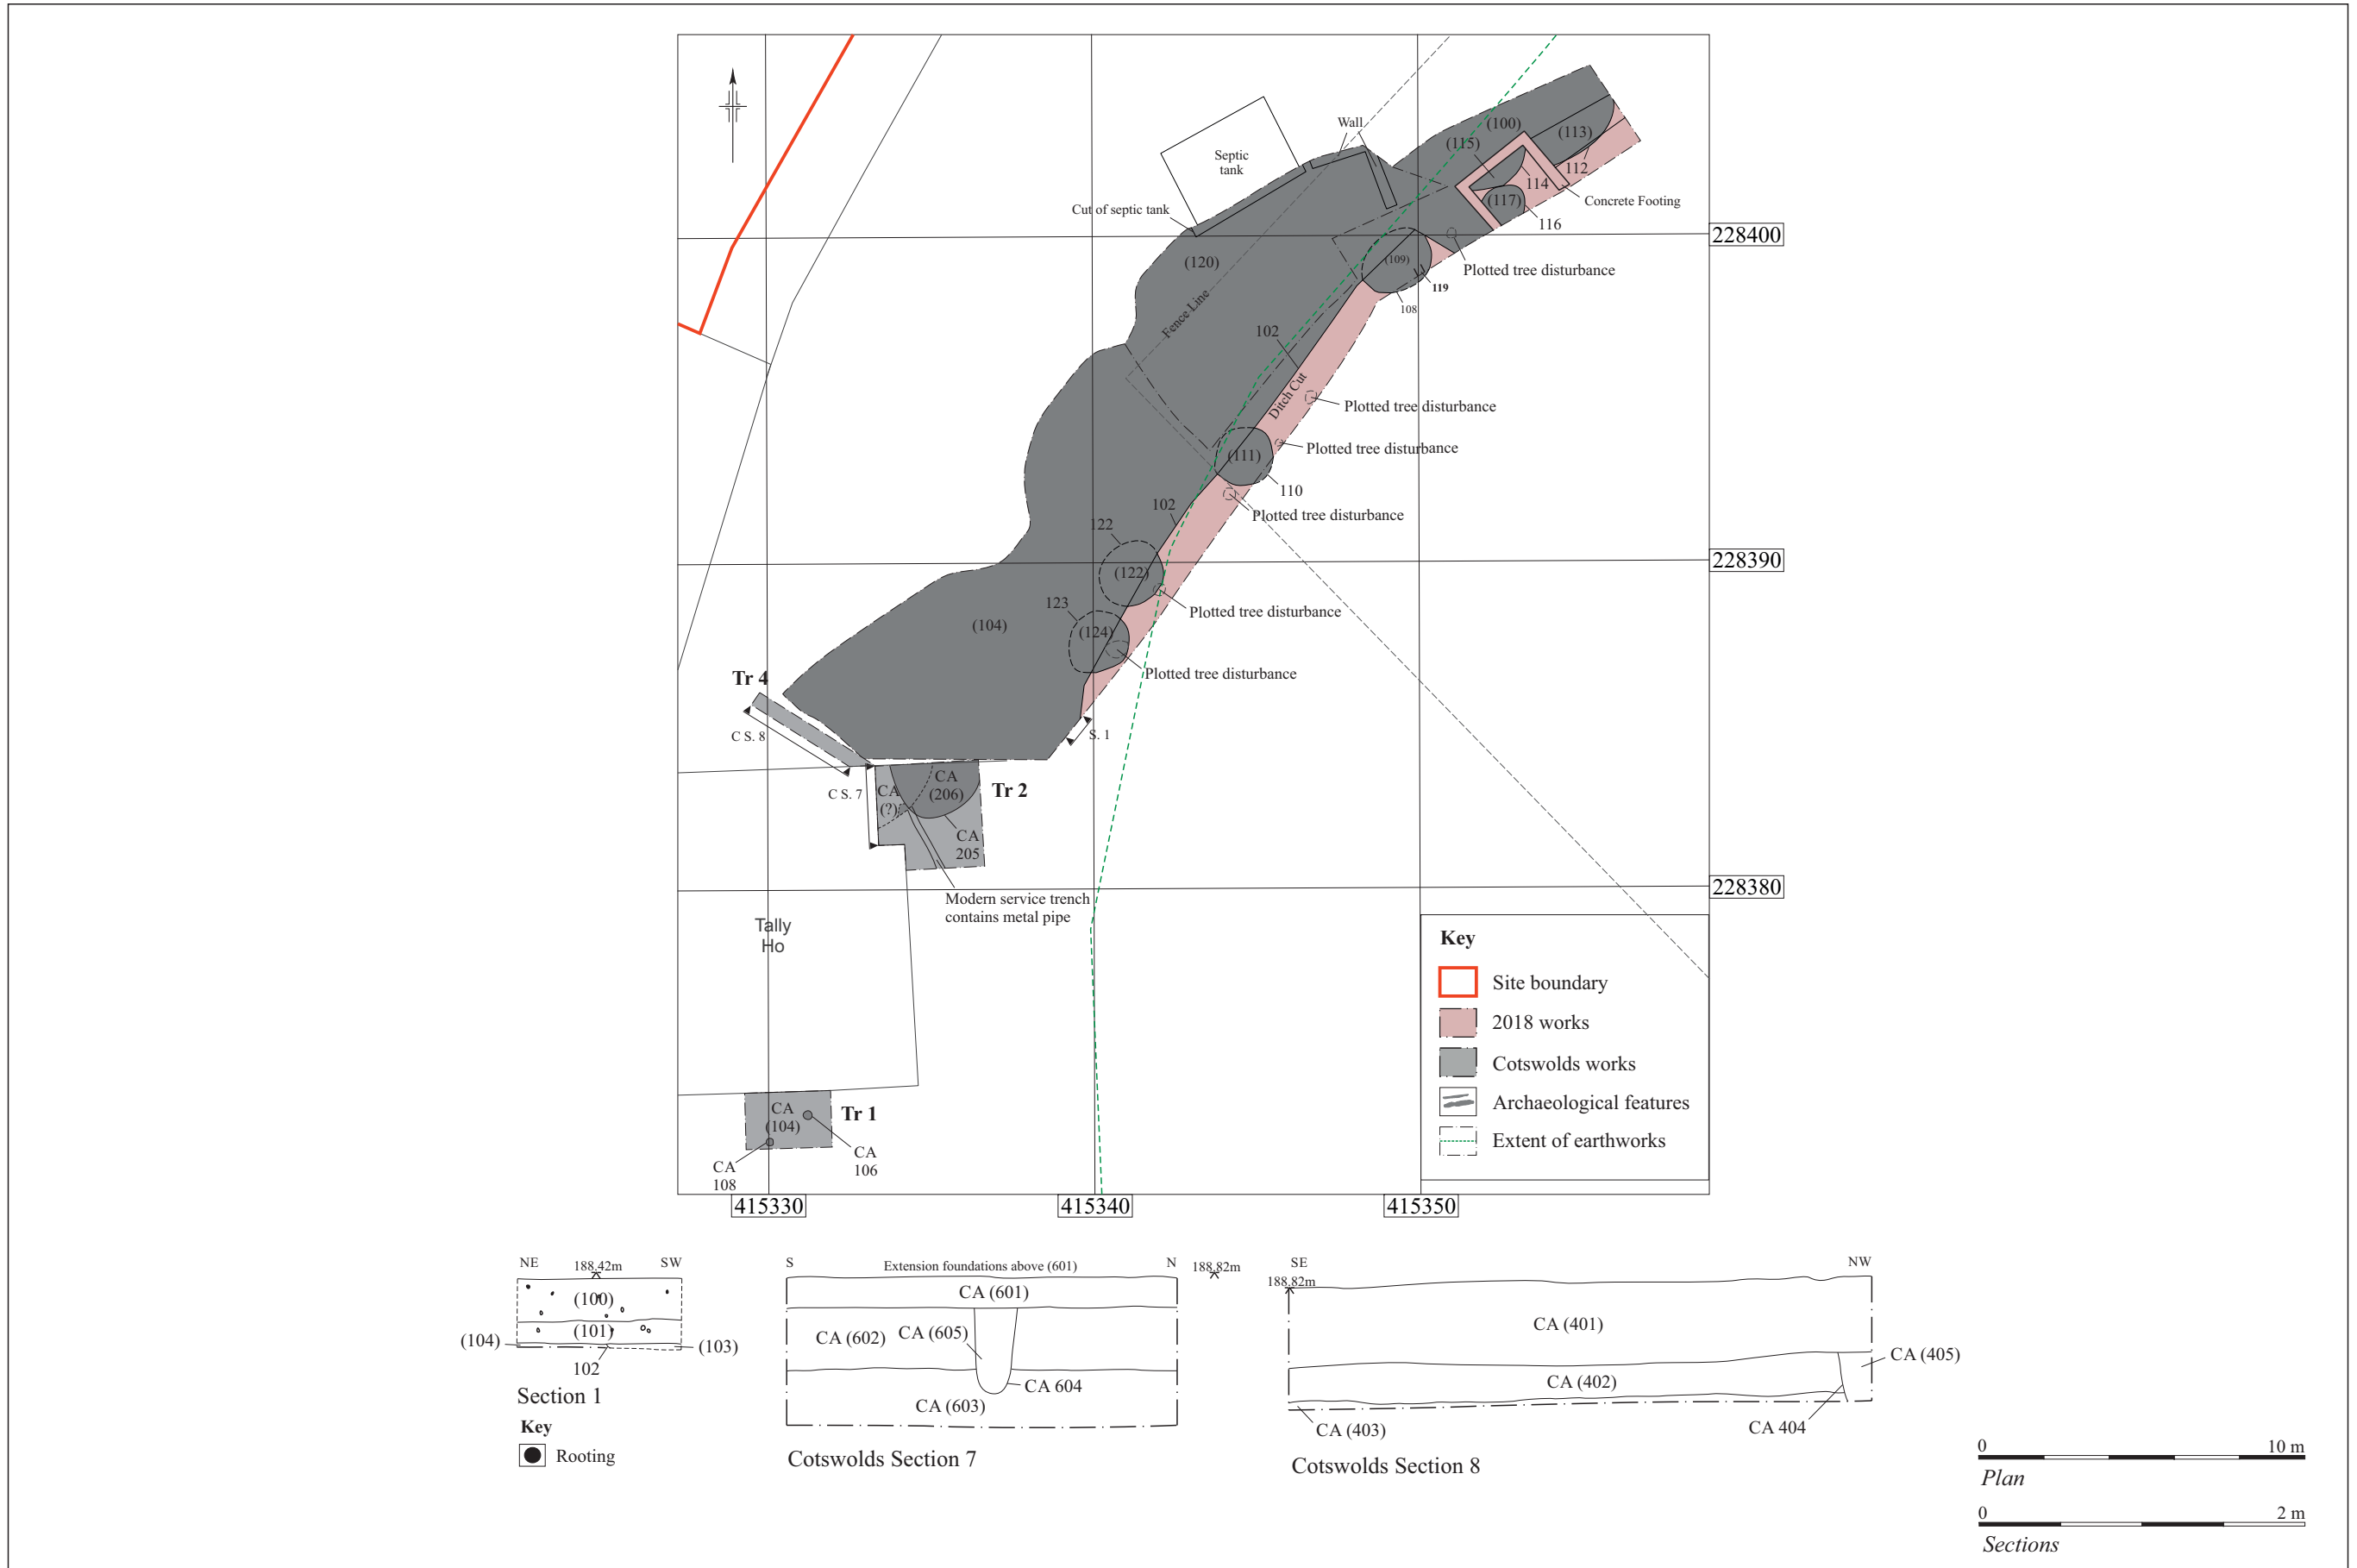 Wall
(100)
(113)
(115)
Septic
tank
112
114
(117)
Concrete Footing
Cut of septic tank
116
228400
(120)
(109)
Plotted tree disturbance
119
108
Fence Line
102
Ditch Cut
Plotted tree disturbance
Plotted tree disturbance
(111)
110
102
Plotted tree disturbance
122
228390
(122)
123
Plotted tree disturbance
(104)
(124)
Plotted tree disturbance
Tr 4
C S. 8
S. 1
CA
(206)
Tr 2
CA
(?)
C S. 7
CA
205
228380
Modern service trench
contains metal pipe
Tally
Ho
Key
Site boundary
2018 works
Cotswolds works
Archaeological features
Extent of earthworks
CA
(104)
Tr 1
CA
106
CA
108
415330
415340
415350
NE
188.42m
SW
(100)
(101)
(104)
(103)
102
Section 1
Key
Rooting
S
Extension foundations above (601)
N
188.82m
CA (601)
CA (602)
CA (605)
CA 604
CA (603)
Cotswolds Section 7
SE
188.82m
NW
CA (401)
CA (405)
CA (402)
CA (403)
CA 404
Cotswolds Section 8
0
10 m
Plan
0
2 m
Sections